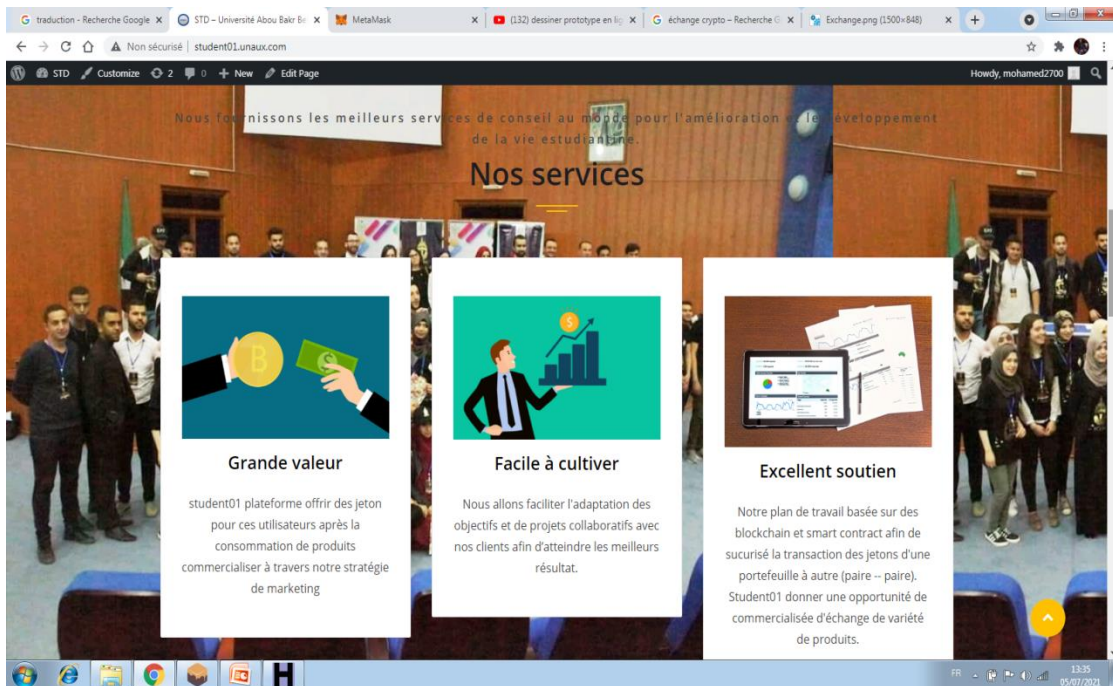 traduction - Recherche Google
STD – Université Abou Bakr Be
MetaMask
(132) dessiner prototype en lig
échange crypto – Recherche G
Exchange.png (1500×848)
Non sécurisé | student01.unaux.com
STD Customize 2 0 + New Edit Page
Howdy, mohamed2700
Nous fournissons les meilleurs services de conseil au monde pour l'amélioration et le développement
de la vie estudiantine.
Nos services
Grande valeur
student01 plateforme offrir des jeton
pour ces utilisateurs après la
consommation de produits
commercialiser à travers notre stratégie
de marketing
Facile à cultiver
Nous allons faciliter l'adaptation des
objectifs et de projets collaboratifs avec
nos clients afin d'atteindre les meilleurs
résultat.
Excellent soutien
Notre plan de travail basée sur des
blockchain et smart contract afin de
sucurisé la transaction des jetons d'une
portefeuille à autre (paire -- paire).
Student01 donner une opportunité de
commercialisée d'échange de variété
de produits.
FR
13:35
05/07/2021